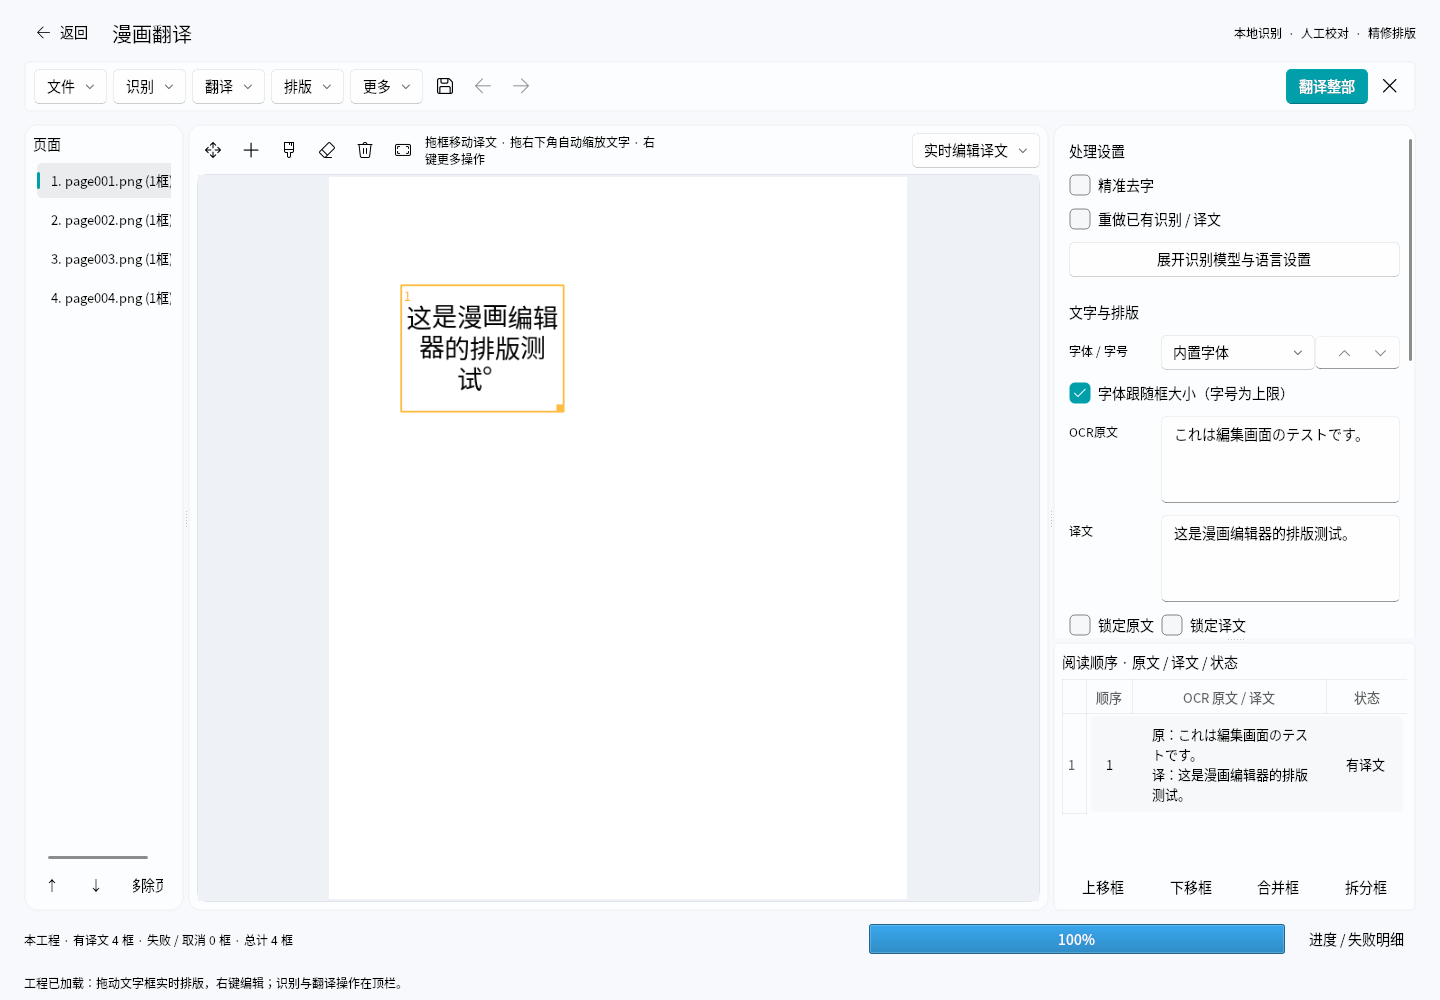 返回
漫画翻译
本地识别 · 人工校对 · 精修排版
文件
识别
翻译
排版
更多
翻译整部
页面
1. page001.png (1框)
2. page002.png (1框)
3. page003.png (1框)
4. page004.png (1框)
↑
↓
拖框移动译文 · 拖右下角自动缩放文字 · 右
键更多操作
实时编辑译文
1
这是漫画编辑
器的排版测
试。
处理设置
精准去字
重做已有识别 / 译文
展开识别模型与语言设置
文字与排版
字体 / 字号
内置字体
字体跟随框大小（字号为上限）
OCR原文
これは編集画面のテストです。
译文
这是漫画编辑器的排版测试。
锁定原文
锁定译文
阅读顺序 · 原文 / 译文 / 状态
顺序
OCR 原文 / 译文
状态
1
1
原：これは編集画面のテス
トです。
译：这是漫画编辑器的排版
测试。
有译文
上移框
下移框
合并框
拆分框
本工程 · 有译文 4 框 · 失败 / 取消 0 框 · 总计 4 框
100%
进度 / 失败明细
工程已加载：拖动文字框实时排版，右键编辑；识别与翻译操作在顶栏。